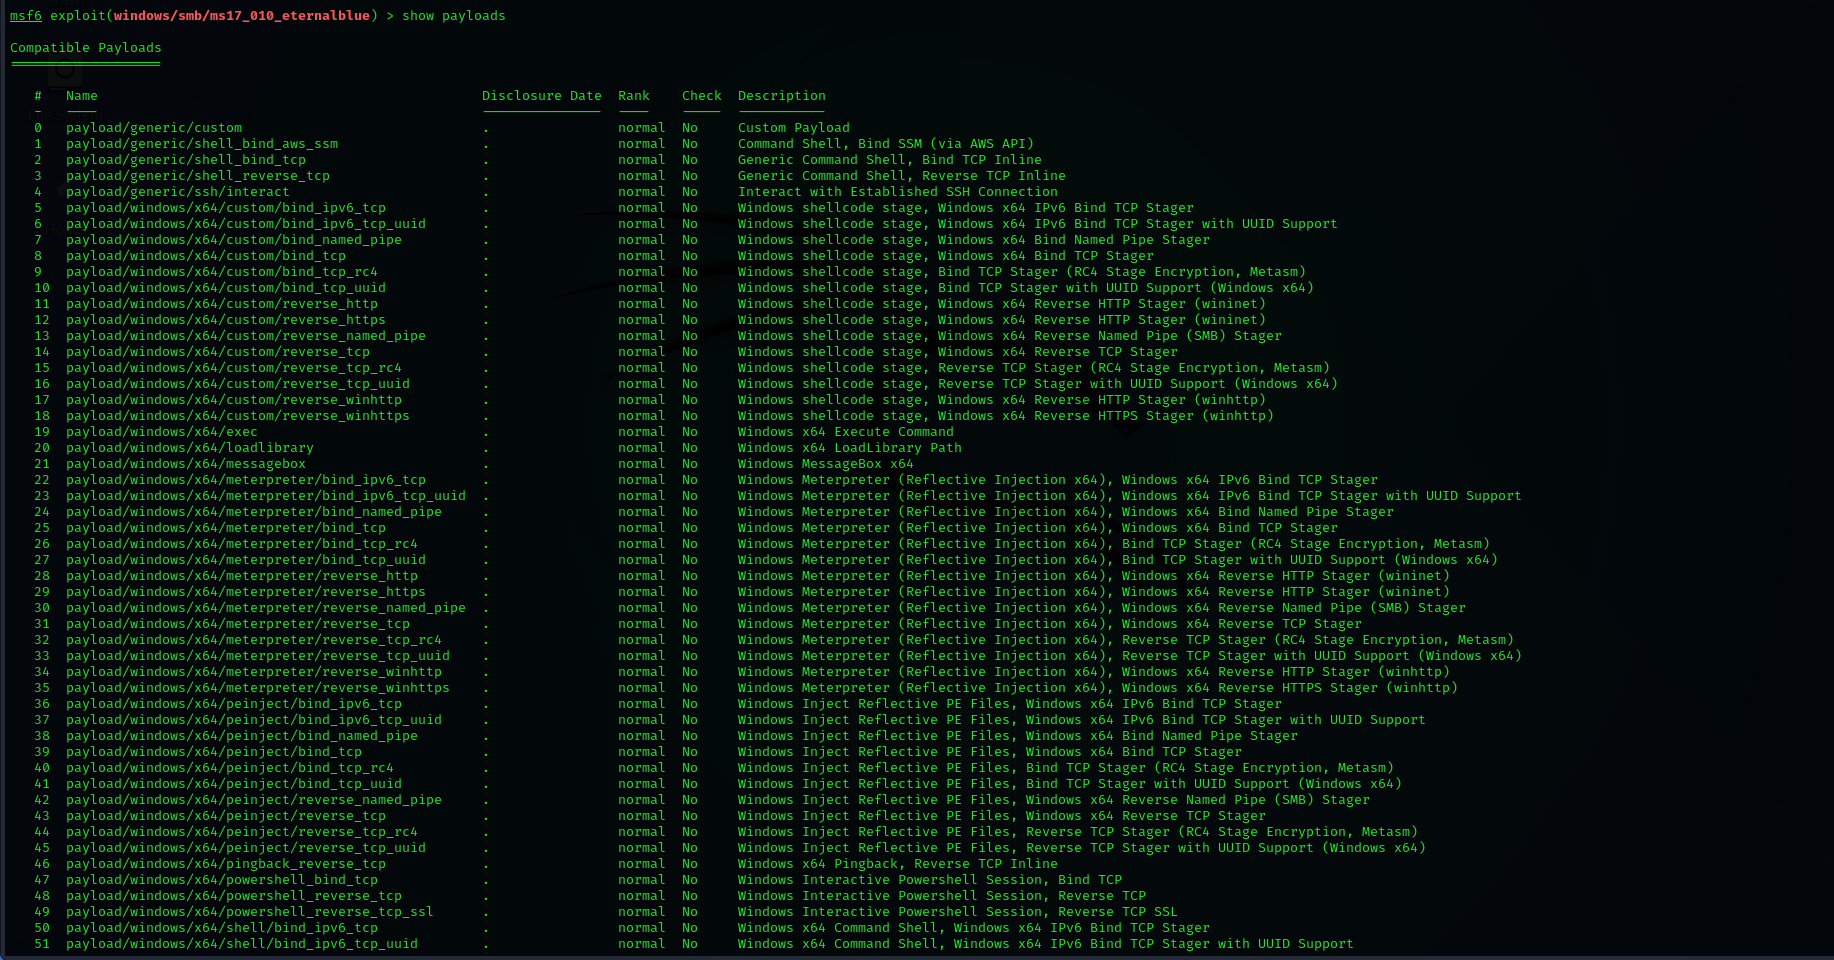 msf6 exploit(windows/smb/ms17_010_eternalblue) > show payloads
Compatible Payloads
===================
#   Name                                                Disclosure Date  Rank    Check  Description
-   ----                                                ---------------  ----    -----  -----------
0   payload/generic/custom                              .                normal  No     Custom Payload
1   payload/generic/shell_bind_aws_ssm                  .                normal  No     Command Shell, Bind SSM (via AWS API)
2   payload/generic/shell_bind_tcp                      .                normal  No     Generic Command Shell, Bind TCP Inline
3   payload/generic/shell_reverse_tcp                   .                normal  No     Generic Command Shell, Reverse TCP Inline
4   payload/generic/ssh/interact                        .                normal  No     Interact with Established SSH Connection
5   payload/windows/x64/custom/bind_ipv6_tcp            .                normal  No     Windows shellcode stage, Windows x64 IPv6 Bind TCP Stager
6   payload/windows/x64/custom/bind_ipv6_tcp_uuid       .                normal  No     Windows shellcode stage, Windows x64 IPv6 Bind TCP Stager with UUID Support
7   payload/windows/x64/custom/bind_named_pipe          .                normal  No     Windows shellcode stage, Windows x64 Bind Named Pipe Stager
8   payload/windows/x64/custom/bind_tcp                 .                normal  No     Windows shellcode stage, Windows x64 Bind TCP Stager
9   payload/windows/x64/custom/bind_tcp_rc4             .                normal  No     Windows shellcode stage, Bind TCP Stager (RC4 Stage Encryption, Metasm)
10  payload/windows/x64/custom/bind_tcp_uuid            .                normal  No     Windows shellcode stage, Bind TCP Stager with UUID Support (Windows x64)
11  payload/windows/x64/custom/reverse_http             .                normal  No     Windows shellcode stage, Windows x64 Reverse HTTP Stager (wininet)
12  payload/windows/x64/custom/reverse_https            .                normal  No     Windows shellcode stage, Windows x64 Reverse HTTP Stager (wininet)
13  payload/windows/x64/custom/reverse_named_pipe       .                normal  No     Windows shellcode stage, Windows x64 Reverse Named Pipe (SMB) Stager
14  payload/windows/x64/custom/reverse_tcp              .                normal  No     Windows shellcode stage, Windows x64 Reverse TCP Stager
15  payload/windows/x64/custom/reverse_tcp_rc4          .                normal  No     Windows shellcode stage, Reverse TCP Stager (RC4 Stage Encryption, Metasm)
16  payload/windows/x64/custom/reverse_tcp_uuid         .                normal  No     Windows shellcode stage, Reverse TCP Stager with UUID Support (Windows x64)
17  payload/windows/x64/custom/reverse_winhttp          .                normal  No     Windows shellcode stage, Windows x64 Reverse HTTP Stager (winhttp)
18  payload/windows/x64/custom/reverse_winhttps         .                normal  No     Windows shellcode stage, Windows x64 Reverse HTTPS Stager (winhttp)
19  payload/windows/x64/exec                            .                normal  No     Windows x64 Execute Command
20  payload/windows/x64/loadlibrary                     .                normal  No     Windows x64 LoadLibrary Path
21  payload/windows/x64/messagebox                      .                normal  No     Windows MessageBox x64
22  payload/windows/x64/meterpreter/bind_ipv6_tcp       .                normal  No     Windows Meterpreter (Reflective Injection x64), Windows x64 IPv6 Bind TCP Stager
23  payload/windows/x64/meterpreter/bind_ipv6_tcp_uuid  .                normal  No     Windows Meterpreter (Reflective Injection x64), Windows x64 IPv6 Bind TCP Stager with UUID Support
24  payload/windows/x64/meterpreter/bind_named_pipe     .                normal  No     Windows Meterpreter (Reflective Injection x64), Windows x64 Bind Named Pipe Stager
25  payload/windows/x64/meterpreter/bind_tcp            .                normal  No     Windows Meterpreter (Reflective Injection x64), Windows x64 Bind TCP Stager
26  payload/windows/x64/meterpreter/bind_tcp_rc4        .                normal  No     Windows Meterpreter (Reflective Injection x64), Bind TCP Stager (RC4 Stage Encryption, Metasm)
27  payload/windows/x64/meterpreter/bind_tcp_uuid       .                normal  No     Windows Meterpreter (Reflective Injection x64), Bind TCP Stager with UUID Support (Windows x64)
28  payload/windows/x64/meterpreter/reverse_http        .                normal  No     Windows Meterpreter (Reflective Injection x64), Windows x64 Reverse HTTP Stager (wininet)
29  payload/windows/x64/meterpreter/reverse_https       .                normal  No     Windows Meterpreter (Reflective Injection x64), Windows x64 Reverse HTTP Stager (wininet)
30  payload/windows/x64/meterpreter/reverse_named_pipe  .                normal  No     Windows Meterpreter (Reflective Injection x64), Windows x64 Reverse Named Pipe (SMB) Stager
31  payload/windows/x64/meterpreter/reverse_tcp         .                normal  No     Windows Meterpreter (Reflective Injection x64), Windows x64 Reverse TCP Stager
32  payload/windows/x64/meterpreter/reverse_tcp_rc4     .                normal  No     Windows Meterpreter (Reflective Injection x64), Reverse TCP Stager (RC4 Stage Encryption, Metasm)
33  payload/windows/x64/meterpreter/reverse_tcp_uuid    .                normal  No     Windows Meterpreter (Reflective Injection x64), Reverse TCP Stager with UUID Support (Windows x64)
34  payload/windows/x64/meterpreter/reverse_winhttp     .                normal  No     Windows Meterpreter (Reflective Injection x64), Windows x64 Reverse HTTP Stager (winhttp)
35  payload/windows/x64/meterpreter/reverse_winhttps    .                normal  No     Windows Meterpreter (Reflective Injection x64), Windows x64 Reverse HTTPS Stager (winhttp)
36  payload/windows/x64/peinject/bind_ipv6_tcp          .                normal  No     Windows Inject Reflective PE Files, Windows x64 IPv6 Bind TCP Stager
37  payload/windows/x64/peinject/bind_ipv6_tcp_uuid     .                normal  No     Windows Inject Reflective PE Files, Windows x64 IPv6 Bind TCP Stager with UUID Support
38  payload/windows/x64/peinject/bind_named_pipe        .                normal  No     Windows Inject Reflective PE Files, Windows x64 Bind Named Pipe Stager
39  payload/windows/x64/peinject/bind_tcp               .                normal  No     Windows Inject Reflective PE Files, Windows x64 Bind TCP Stager
40  payload/windows/x64/peinject/bind_tcp_rc4           .                normal  No     Windows Inject Reflective PE Files, Bind TCP Stager (RC4 Stage Encryption, Metasm)
41  payload/windows/x64/peinject/bind_tcp_uuid          .                normal  No     Windows Inject Reflective PE Files, Bind TCP Stager with UUID Support (Windows x64)
42  payload/windows/x64/peinject/reverse_named_pipe     .                normal  No     Windows Inject Reflective PE Files, Windows x64 Reverse Named Pipe (SMB) Stager
43  payload/windows/x64/peinject/reverse_tcp            .                normal  No     Windows Inject Reflective PE Files, Windows x64 Reverse TCP Stager
44  payload/windows/x64/peinject/reverse_tcp_rc4        .                normal  No     Windows Inject Reflective PE Files, Reverse TCP Stager (RC4 Stage Encryption, Metasm)
45  payload/windows/x64/peinject/reverse_tcp_uuid       .                normal  No     Windows Inject Reflective PE Files, Reverse TCP Stager with UUID Support (Windows x64)
46  payload/windows/x64/pingback_reverse_tcp            .                normal  No     Windows x64 Pingback, Reverse TCP Inline
47  payload/windows/x64/powershell_bind_tcp             .                normal  No     Windows Interactive Powershell Session, Bind TCP
48  payload/windows/x64/powershell_reverse_tcp          .                normal  No     Windows Interactive Powershell Session, Reverse TCP
49  payload/windows/x64/powershell_reverse_tcp_ssl      .                normal  No     Windows Interactive Powershell Session, Reverse TCP SSL
50  payload/windows/x64/shell/bind_ipv6_tcp             .                normal  No     Windows x64 Command Shell, Windows x64 IPv6 Bind TCP Stager
51  payload/windows/x64/shell/bind_ipv6_tcp_uuid        .                normal  No     Windows x64 Command Shell, Windows x64 IPv6 Bind TCP Stager with UUID Support